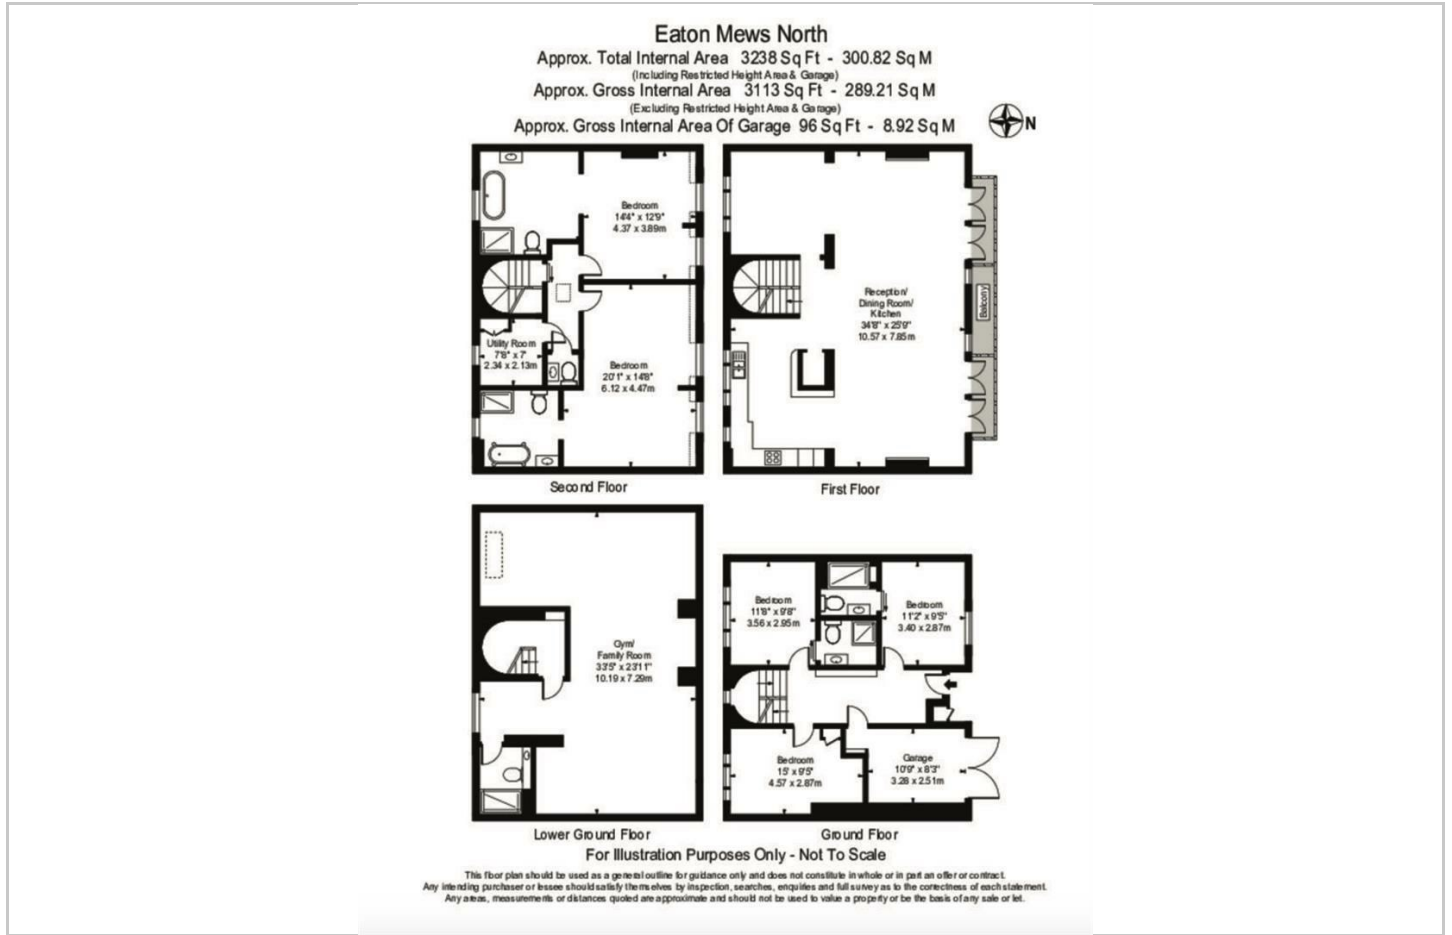 Eaton Mews North
Approx. Total Internal Area 3238 Sq Ft - 300.82 Sq M
(Including Restricted Height Area & Garage)
Approx. Gross Internal Area 3113 Sq Ft - 289.21 Sq M
(Excluding Restricted Height Area & Garage)
Approx. Gross Internal Area Of Garage 96 Sq Ft - 8.92 Sq M
N
Bedroom
14'4" x 12'9"
4.37 x 3.89m
Utility Room
7'8" x 7'
2.34 x 2.13m
Bedroom
20'1" x 14'8"
6.12 x 4.47m
Second Floor
Reception/
Dining Room/
Kitchen
34'8" x 25'9"
10.57 x 7.85m
Balcony
First Floor
Gym/
Family Room
33'5" x 23'11"
10.19 x 7.29m
Lower Ground Floor
Bedroom
11'8" x 9'8"
3.56 x 2.95m
Bedroom
11'2" x 9'5"
3.40 x 2.87m
Bedroom
15' x 9'5"
4.57 x 2.87m
Garage
10'9" x 8'3"
3.28 x 2.51m
Ground Floor
For Illustration Purposes Only - Not To Scale
This floor plan should be used as a general outline for guidance only and does not constitute in whole or in part an offer or contract.
Any intending purchaser or lessee should satisfy themselves by inspection, searches, enquiries and full survey as to the correctness of each statement.
Any areas, measurements or distances quoted are approximate and should not be used to value a property or be the basis of any sale or let.